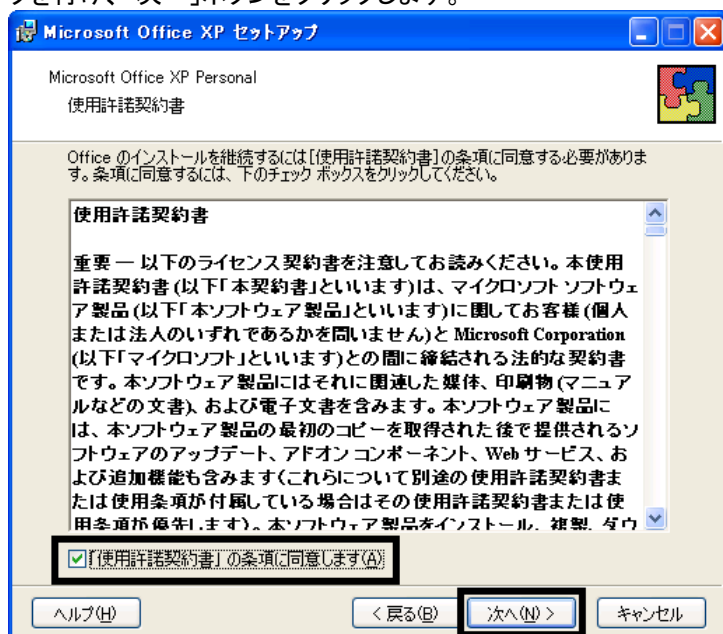 Microsoft Office XP セットアップ
Microsoft Office XP Personal
使用許諾契約書
Office のインストールを継続するには[使用許諾契約書]の条項に同意する必要がありま
す。条項に同意するには、下のチェック ボックスをクリックしてください。
使用許諾契約書
重要 — 以下のライセンス契約書を注意してお読みください。本使用
許諾契約書 (以下「本契約書」といいます)は、マイクロソフト ソフトウェ
ア製品 (以下「本ソフトウェア製品」といいます)に関してお客様 (個人
または法人のいずれであるかを問いません)と Microsoft Corporation
(以下「マイクロソフト」といいます)との間に締結される法的な契約書
です。本ソフトウェア製品にはそれに関連した媒体、印刷物 (マニュア
ルなどの文書)、および電子文書を含みます。本ソフトウェア製品に
は、本ソフトウェア製品の最初のコピーを取得された後で提供されるソ
フトウェアのアップデート、アドオン コンポーネント、Web サービス、お
よび追加機能も含みます(これらについて別途の使用許諾契約書ま
たは使用条項が付属している場合はその使用許諾契約書または使
用条項が優先します)。本ソフトウェア製品をインストール、複製、ダウ
「使用許諾契約書」の条項に同意します(A)
ヘルプ(H)
< 戻る(B)
次へ(N) >
キャンセル